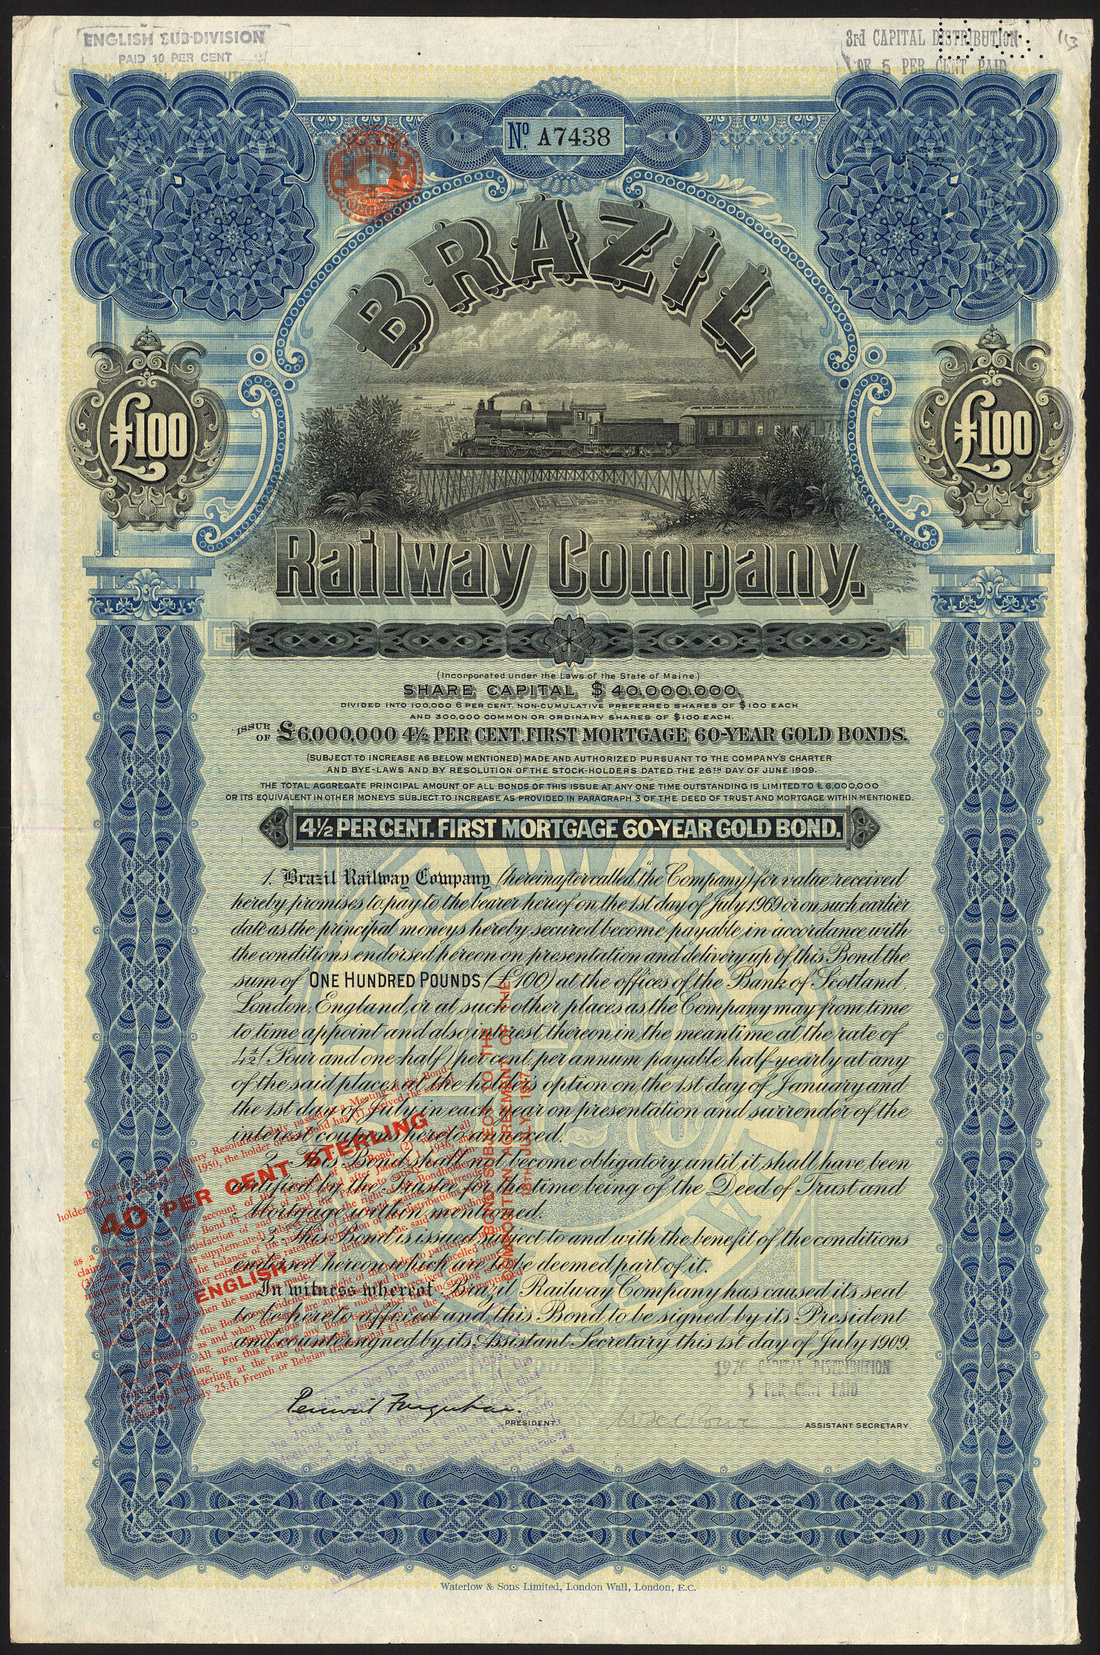 ENGLISH SUB-DIVISION
PAID 10 PER CENT
3rd CAPITAL DISTRIBUTION
OF 5 PER CENT PAID
113
No. A7438
BRAZIL
£100
£100
Railway Company.
(Incorporated under the Laws of the State of Maine.)
SHARE CAPITAL $40,000,000,
DIVIDED INTO 100,000 6 PER CENT. NON-CUMULATIVE PREFERRED SHARES OF $100 EACH
AND 300,000 COMMON OR ORDINARY SHARES OF $100 EACH.
ISSUE OF £6,000,000 4½ PER CENT. FIRST MORTGAGE 60-YEAR GOLD BONDS.
(SUBJECT TO INCREASE AS BELOW MENTIONED) MADE AND AUTHORIZED PURSUANT TO THE COMPANY'S CHARTER
AND BYE-LAWS AND BY RESOLUTION OF THE STOCK-HOLDERS DATED THE 26TH DAY OF JUNE 1909.
THE TOTAL AGGREGATE PRINCIPAL AMOUNT OF ALL BONDS OF THIS ISSUE AT ANY ONE TIME OUTSTANDING IS LIMITED TO £6,000,000
OR ITS EQUIVALENT IN OTHER MONEYS SUBJECT TO INCREASE AS PROVIDED IN PARAGRAPH 3 OF THE DEED OF TRUST AND MORTGAGE WITHIN MENTIONED.
4½ PER CENT. FIRST MORTGAGE 60-YEAR GOLD BOND.
1. Brazil Railway Company (hereinafter called "the Company") for value received
hereby promises to pay to the bearer hereof on the 1st day of July 1969 or on such earlier
date as the principal moneys hereby secured become payable in accordance with
the conditions endorsed hereon on presentation and delivery up of this Bond the
sum of ONE HUNDRED POUNDS (£100) at the offices of the Bank of Scotland,
London, England, or at such other places as the Company may from time
to time appoint and also interest thereon in the meantime at the rate of
4½ (Four and one half) per cent. per annum payable half yearly at any
of the said places at the holder's option on the 1st day of January and
the 1st day of July in each year on presentation and surrender of the
interest coupons hereto annexed.
2. This Bond shall not become obligatory until it shall have been
certified by the Trustee for the time being of the Deed of Trust and
Mortgage within mentioned.
3. This Bond is issued subject to and with the benefit of the conditions
endorsed hereon which are to be deemed part of it.
In witness whereof Brazil Railway Company has caused its seal
to be hereto affixed and this Bond to be signed by its President
and countersigned by its Assistant Secretary this 1st day of July 1909.
40 PER CENT STERLING
ENGLISH
BOND SUBJECT TO THE
18TH JULY 1917.
1976 CAPITAL DISTRIBUTION
5 PER CENT PAID
PRESIDENT.
ASSISTANT SECRETARY
Waterlow & Sons Limited, London Wall, London, E.C.